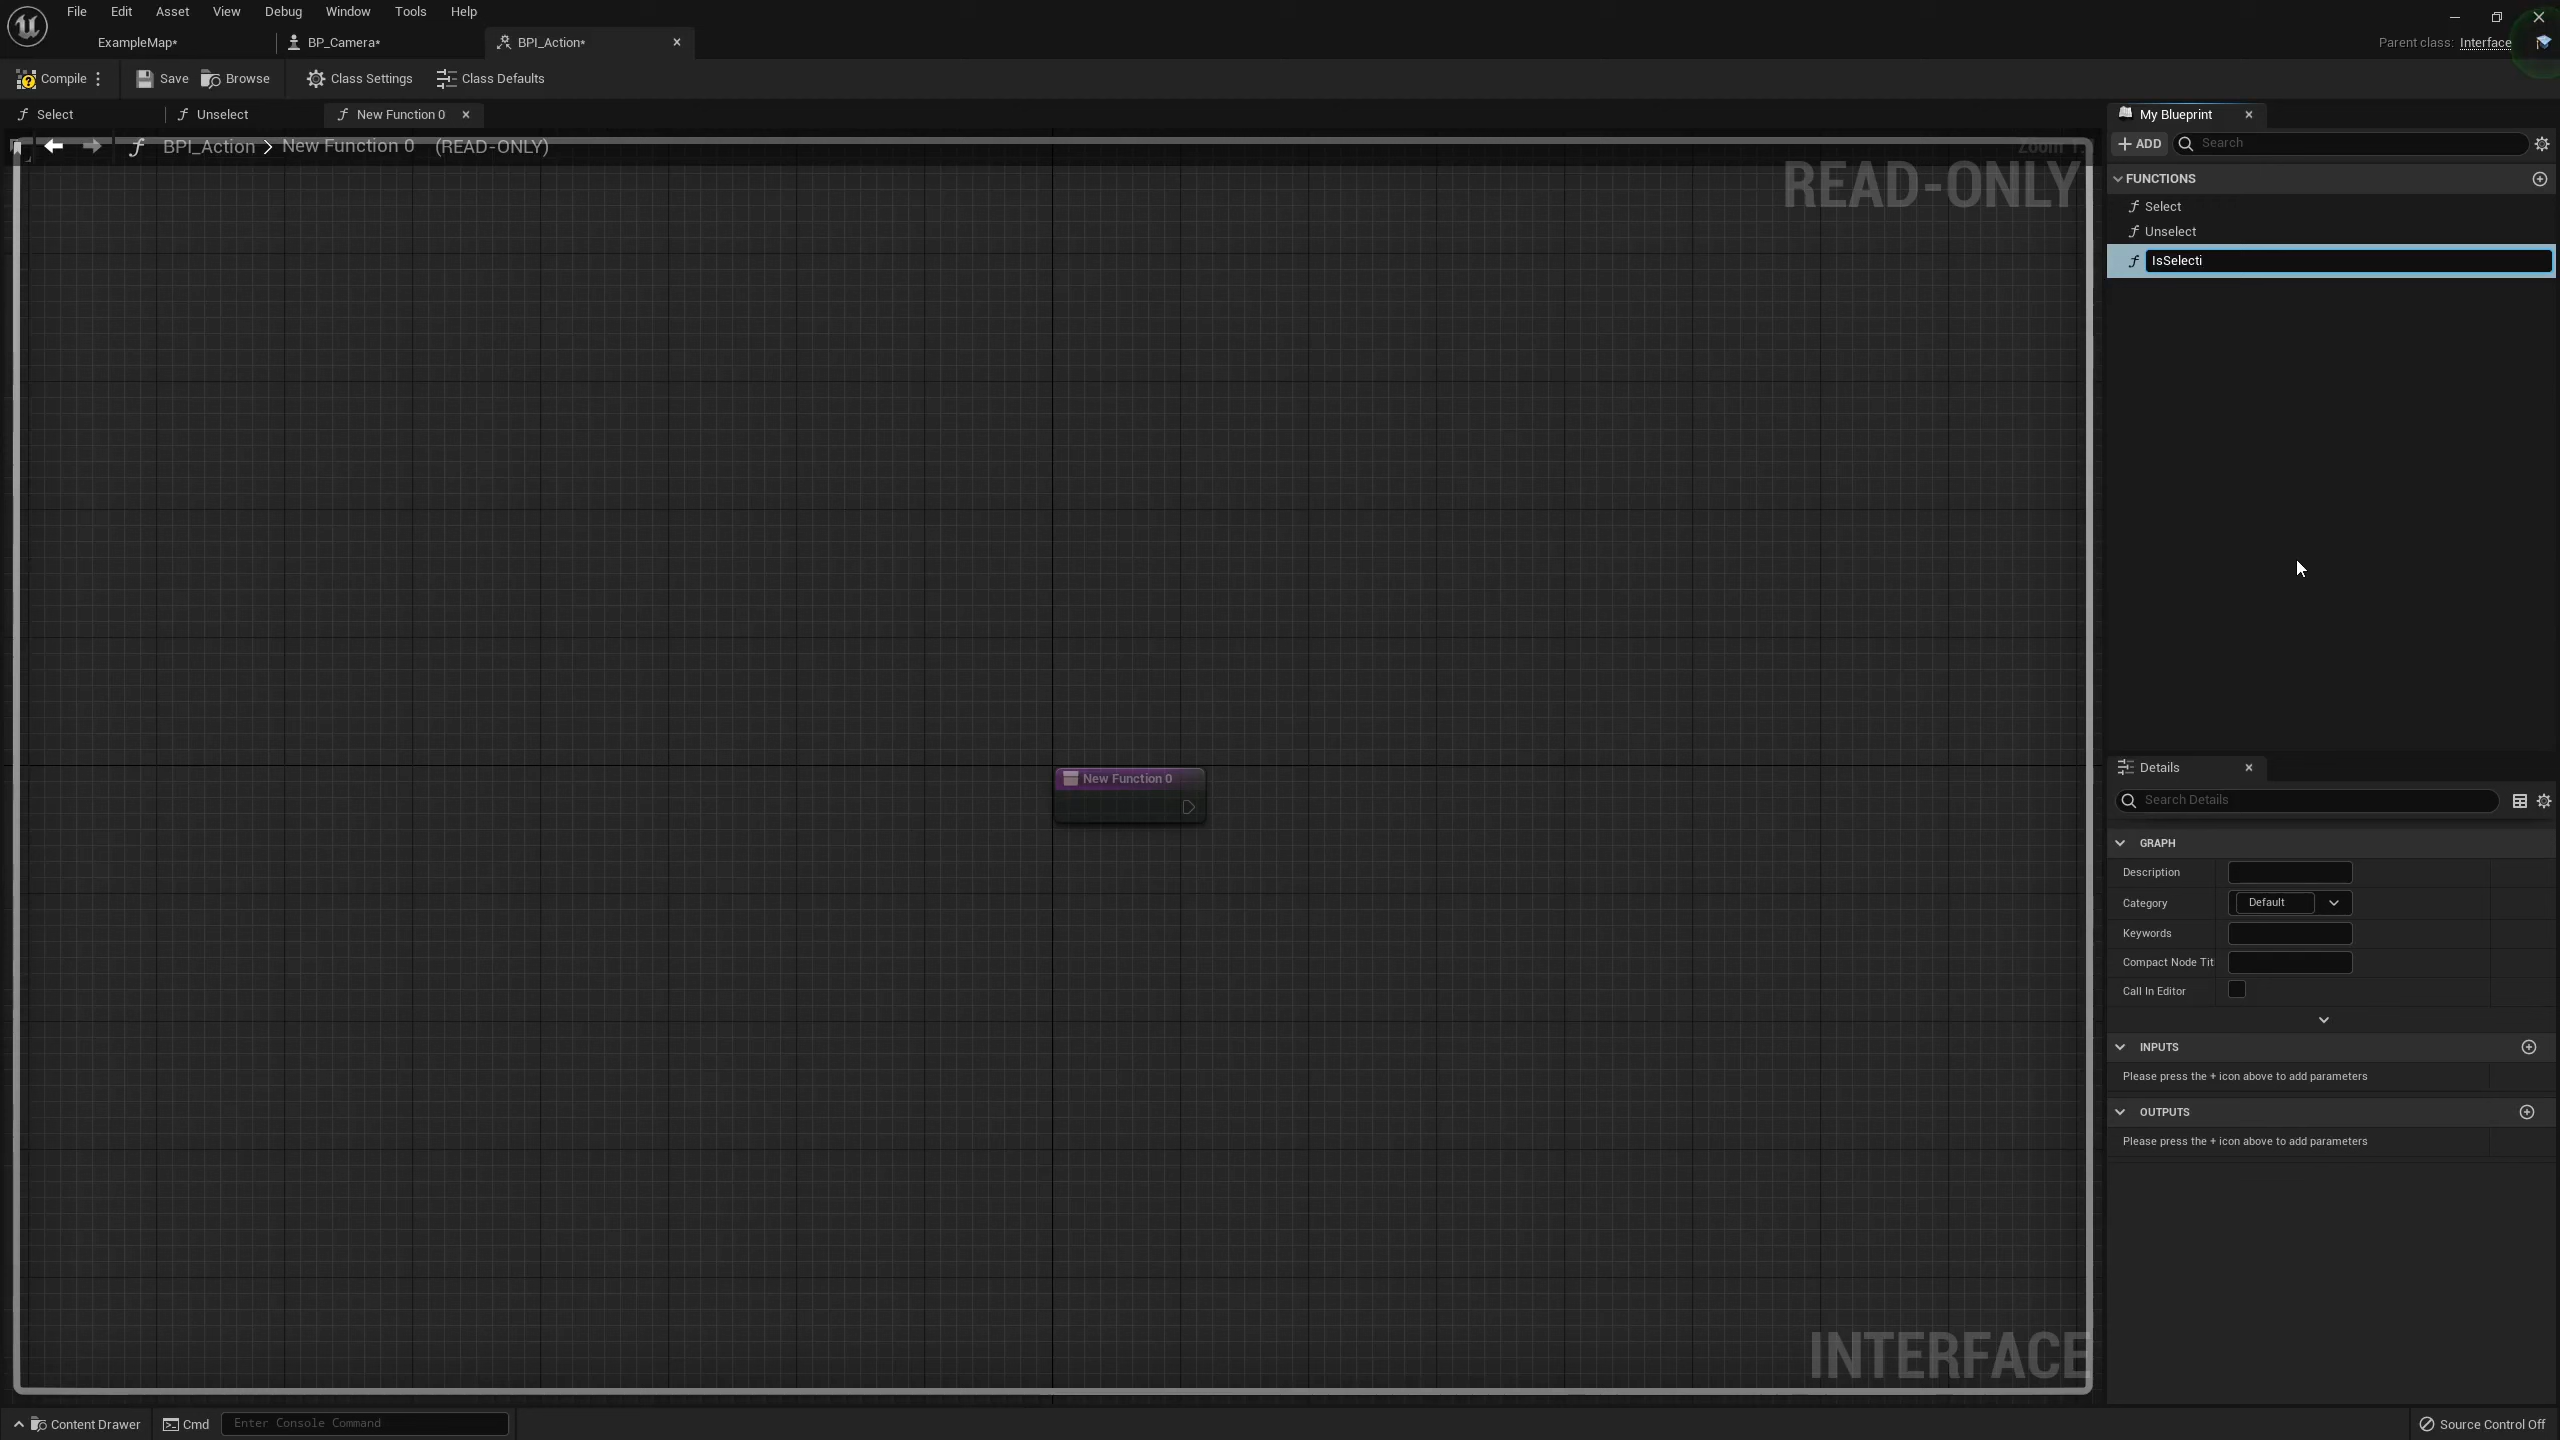 File Edit Asset View Debug Window Tools Help
ExampleMap* BP_Camera* BPI_Action* Parent class: Interface
Compile Save Browse Class Settings Class Defaults
Select Unselect New Function 0 My Blueprint
BPI_Action > New Function 0 (READ-ONLY)
Zoom
READ-ONLY
ADD Search
FUNCTIONS
Select
Unselect
IsSelecti
New Function 0
Details
Search Details
GRAPH
Description
Category Default
Keywords
Compact Node Tit
Call In Editor
INPUTS
Please press the + icon above to add parameters
OUTPUTS
Please press the + icon above to add parameters
INTERFACE
Content Drawer Cmd Enter Console Command Source Control Off